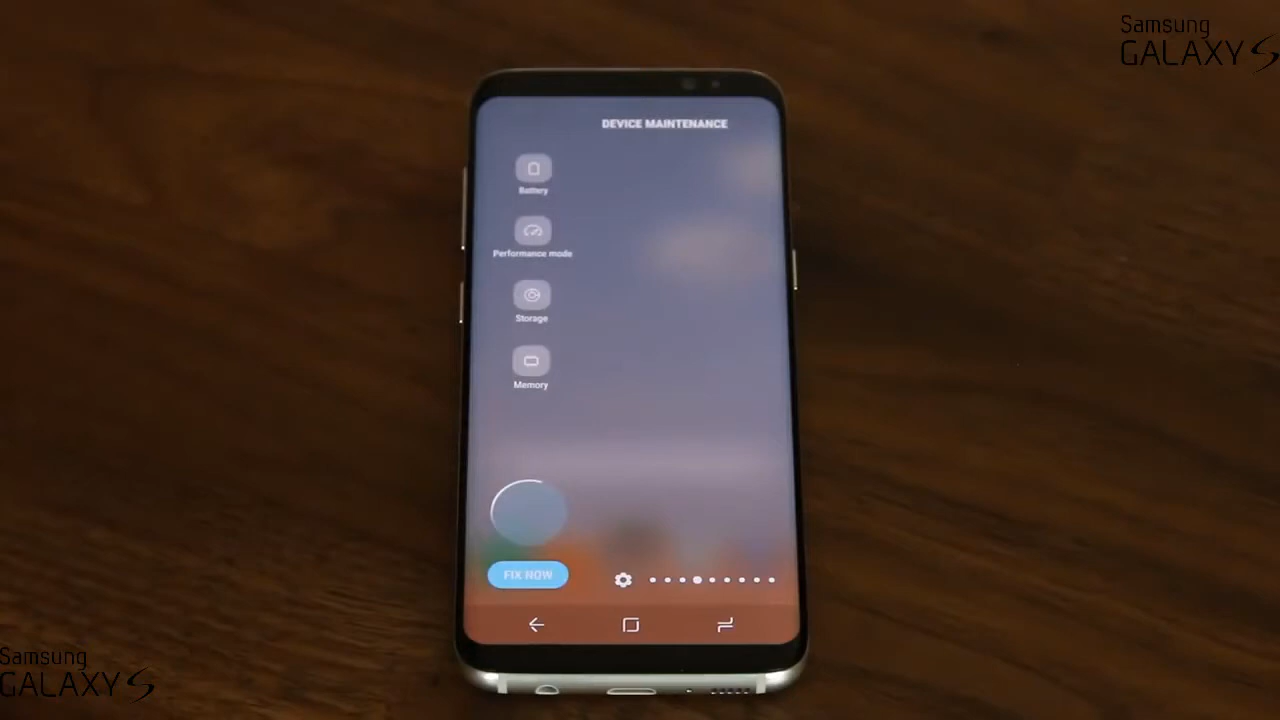 Samsung
GALAXY S
DEVICE MAINTENANCE
Battery
Performance mode
Storage
Memory
FIX NOW
Samsung
GALAXY S